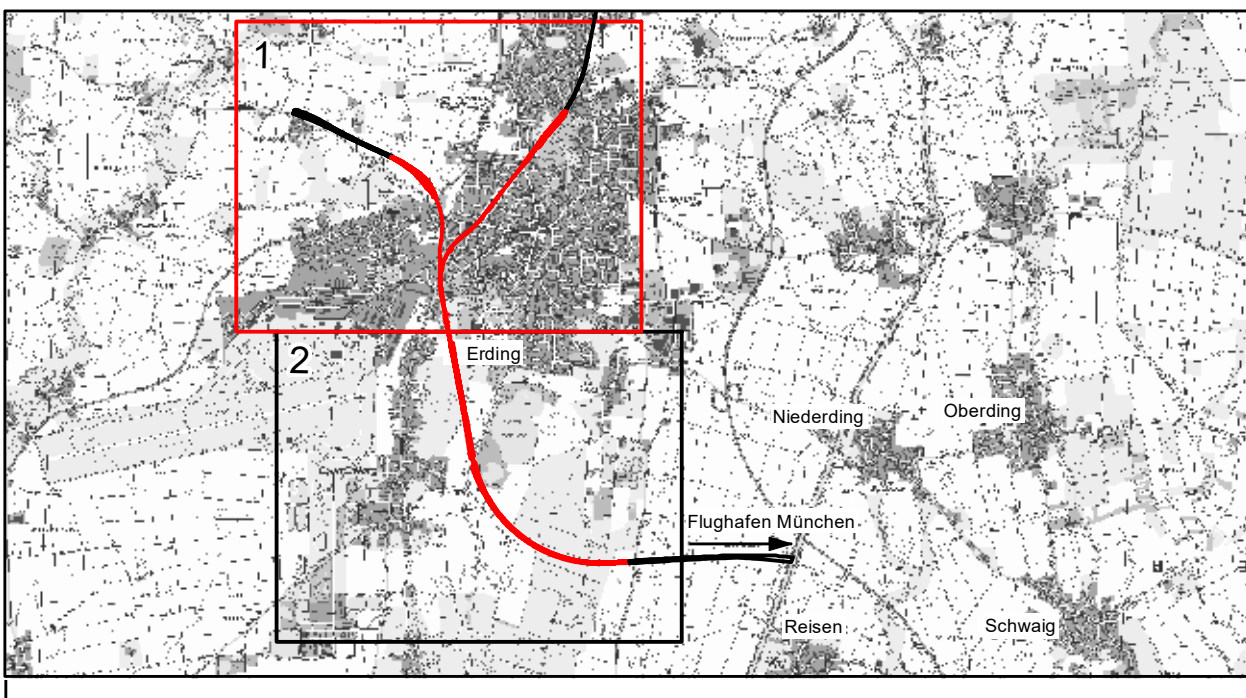 1
2
Erding
Niederding
Oberding
Flughafen München
Reisen
Schwaig